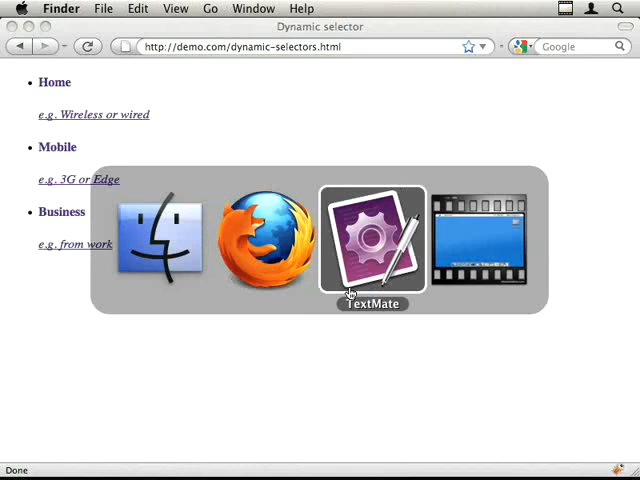 Finder File Edit View Go Window Help
Dynamic selector
http://demo.com/dynamic-selectors.html Google
Home
e.g. Wireless or wired
Mobile
e.g. 3G or Edge
Business
e.g. from work
TextMate
Done